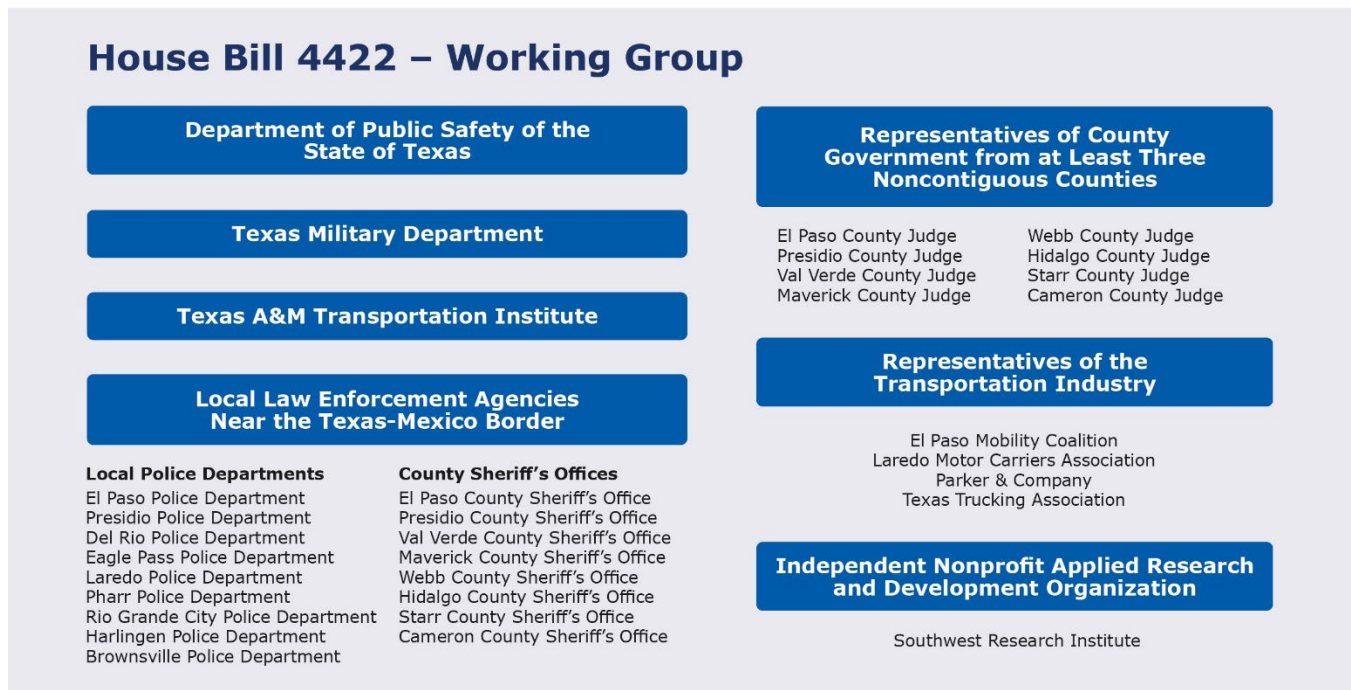 House Bill 4422 – Working Group
Department of Public Safety of the
State of Texas
Texas Military Department
Texas A&M Transportation Institute
Local Law Enforcement Agencies
Near the Texas-Mexico Border
Local Police Departments
El Paso Police Department
Presidio Police Department
Del Rio Police Department
Eagle Pass Police Department
Laredo Police Department
Pharr Police Department
Rio Grande City Police Department
Harlingen Police Department
Brownsville Police Department
County Sheriff’s Offices
El Paso County Sheriff’s Office
Presidio County Sheriff’s Office
Val Verde County Sheriff’s Office
Maverick County Sheriff’s Office
Webb County Sheriff’s Office
Hidalgo County Sheriff’s Office
Starr County Sheriff’s Office
Cameron County Sheriff’s Office
Representatives of County
Government from at Least Three
Noncontiguous Counties
El Paso County Judge
Presidio County Judge
Val Verde County Judge
Maverick County Judge
Webb County Judge
Hidalgo County Judge
Starr County Judge
Cameron County Judge
Representatives of the
Transportation Industry
El Paso Mobility Coalition
Laredo Motor Carriers Association
Parker & Company
Texas Trucking Association
Independent Nonprofit Applied Research
and Development Organization
Southwest Research Institute